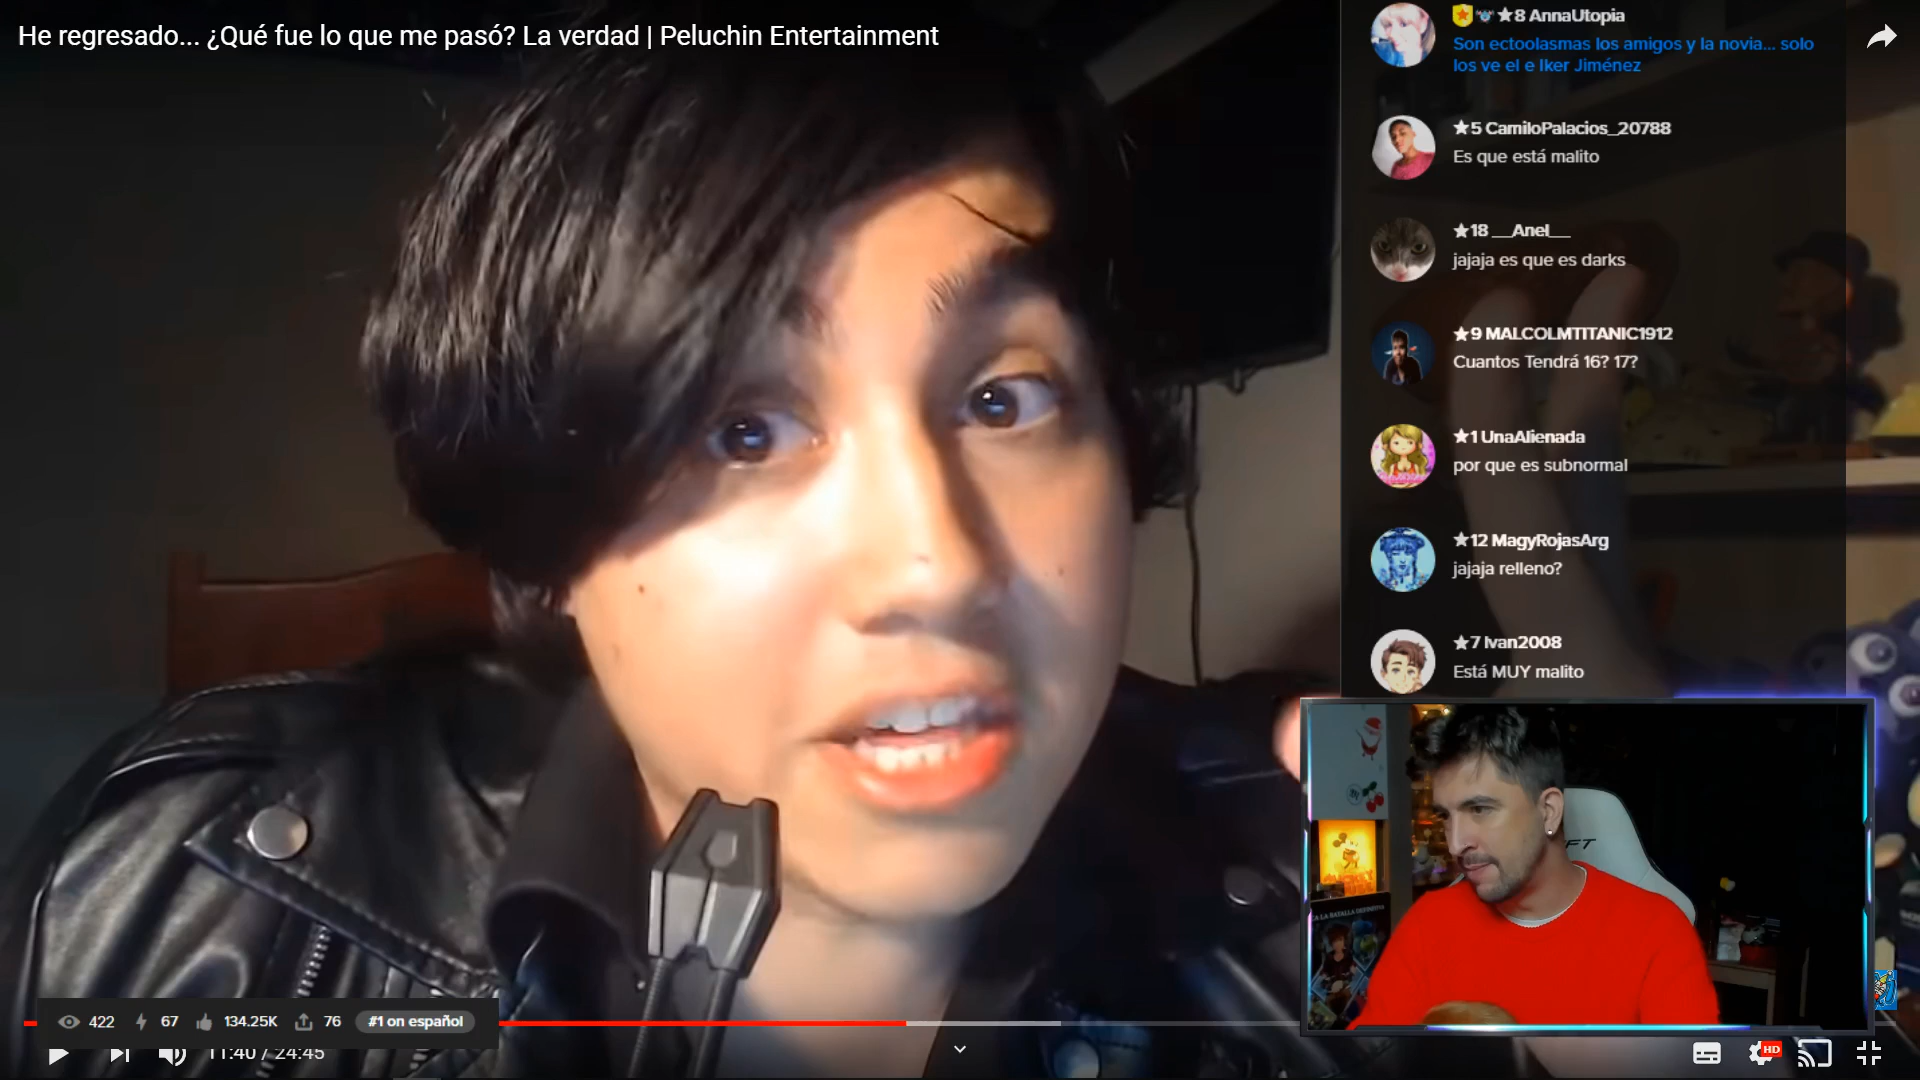 He regresado... ¿Qué fue lo que me pasó? La verdad | Peluchin Entertainment
★8 AnnaUtopia
Son ectoolasmas los amigos y la novia... solo
los ve el e Iker Jiménez
★5 CamiloPalacios_20788
Es que está malito
★18 __Anel__
jajaja es que es darks
★9 MALCOLMTITANIC1912
Cuantos Tendrá 16? 17?
★1 UnaAlienada
por que es subnormal
★12 MagyRojasArg
jajaja relleno?
★7 Ivan2008
Está MUY malito
LA BATALLA DEFINITIVA
422 67 134.25K 76 #1 on español
11:40 / 24:45
HD